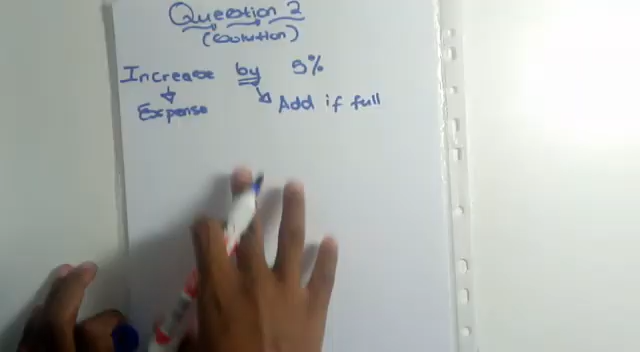 Question 2
(Solution)
Increase by 5%
Expense Add if full